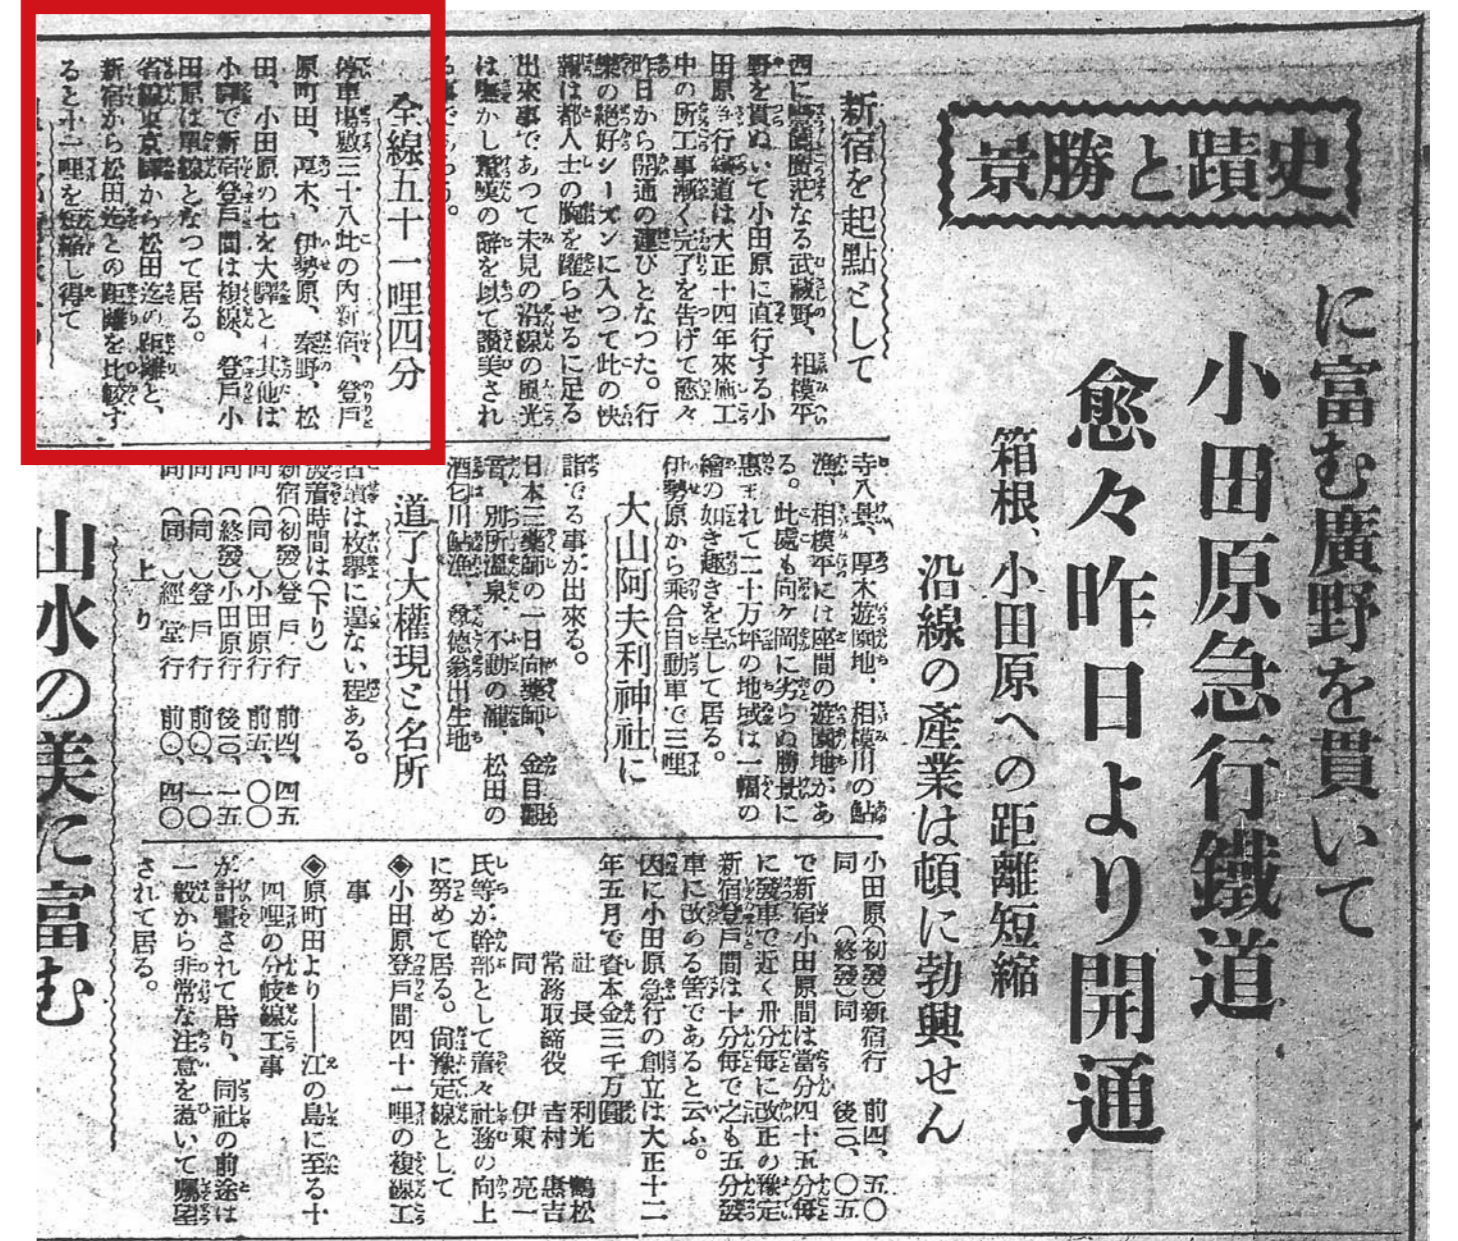 史蹟と勝景
に富む廣野を貫いて
小田原急行鐵道
愈々昨日より開通
箱根、小田原への距離短縮
沿線の產業は頓に勃興せん
新宿を起點として
西に廣茫なる武藏野、相模平
野を貫ぬいて小田原に直行する小
田原急行鐵道は大正十四年來施工
中の所工事漸く完了を告げて愈々
昨日から開通の運びとなつた。行
樂の絕好シーズンに入つて此の快
報は都人士の胸を躍らせるに足る
出來事であつて未見の沿線の風光
は嘸かし驚嘆の辭を以て讚美され
る事であらう。
全線五十一哩四分
停車場數三十八此の內新宿、登戶
原町田、厚木、伊勢原、秦野、松
田、小田原の七を大驛とし其他は
小驛で新宿登戶間は複線、登戶小
田原は單線となつて居る。
省線東京驛から松田迄の距離と、
新宿から松田迄との距離を比較す
ると十二哩を短縮し得て
寺八景、厚木遊園地、相模川の鮎
漁、相模平には座間の遊園地があ
る。此處も向ケ岡に劣らぬ勝景に
惠まれて二十万坪の地域は一幅の
繪の如き趣きを呈して居る。
伊勢原から乘合自動車で三哩
大山阿夫利神社に
詣でる事が出來る。
日本三藥師の一日向藥師、金目觀
音、別所溫泉、不動の瀧、松田の
酒匂川鮎漁、尊德翁出生地
道了大權現と名所
古蹟は枚擧に遑ない程ある。
發着時間は(下り)
新宿(初發)登戶行 前四、四五
同(同)小田原行 前五、〇〇
同(終發)小田原行 後一〇、一五
同(同)登戶行 前〇、一〇
同(同)經堂行 前〇、四〇
上り
山水の美に富む
小田原(初發)新宿行 前四、五〇
同(終發)同 後一〇、〇五
で新宿小田原間は當分四十五分每
に發車で近く卅分每に改正の豫定
新宿登戶間は十分每で之も五分發
車に改める筈であると云ふ。
因に小田原急行の創立は大正十二
年五月で資本金三千万圓
社長 利光鶴松
常務取締役 吉村惠吉
同 伊東亮一
氏等が幹部として着々社務の向上
に努めて居る。尙豫定線として
◈小田原登戶間四十一哩の複線工
事
◈原町田より――江の島に至る十
四哩の分岐線工事
が計畫されて居り、同社の前途は
一般から非常な注意を惹いて囑望
されて居る。